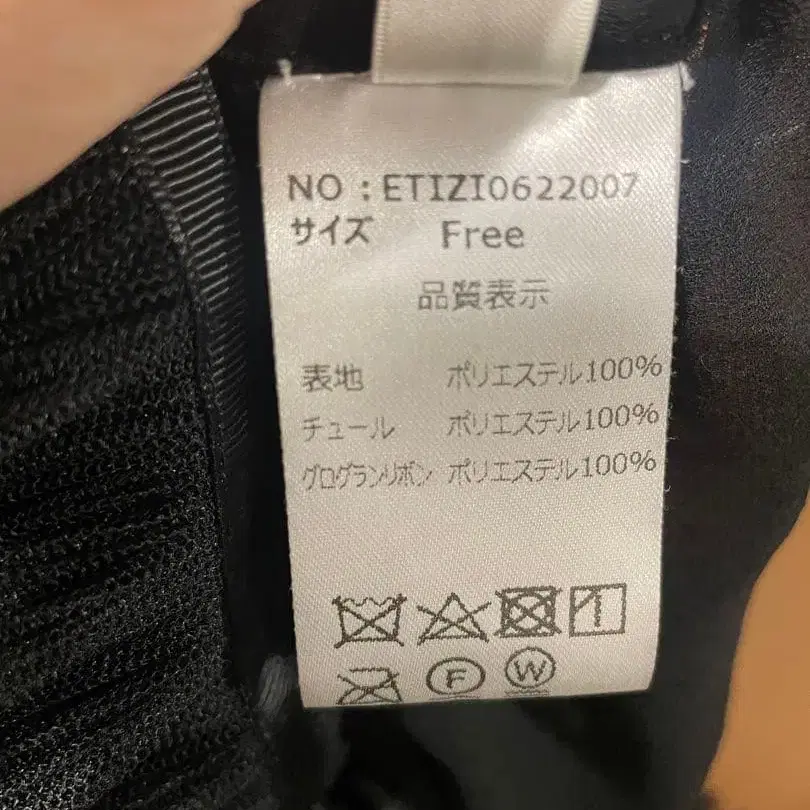 NO : ETIZI0622007
サイズ Free
品質表示
表地 ポリエステル100%
チュール ポリエステル100%
グログランリボン ポリエステル100%
F W